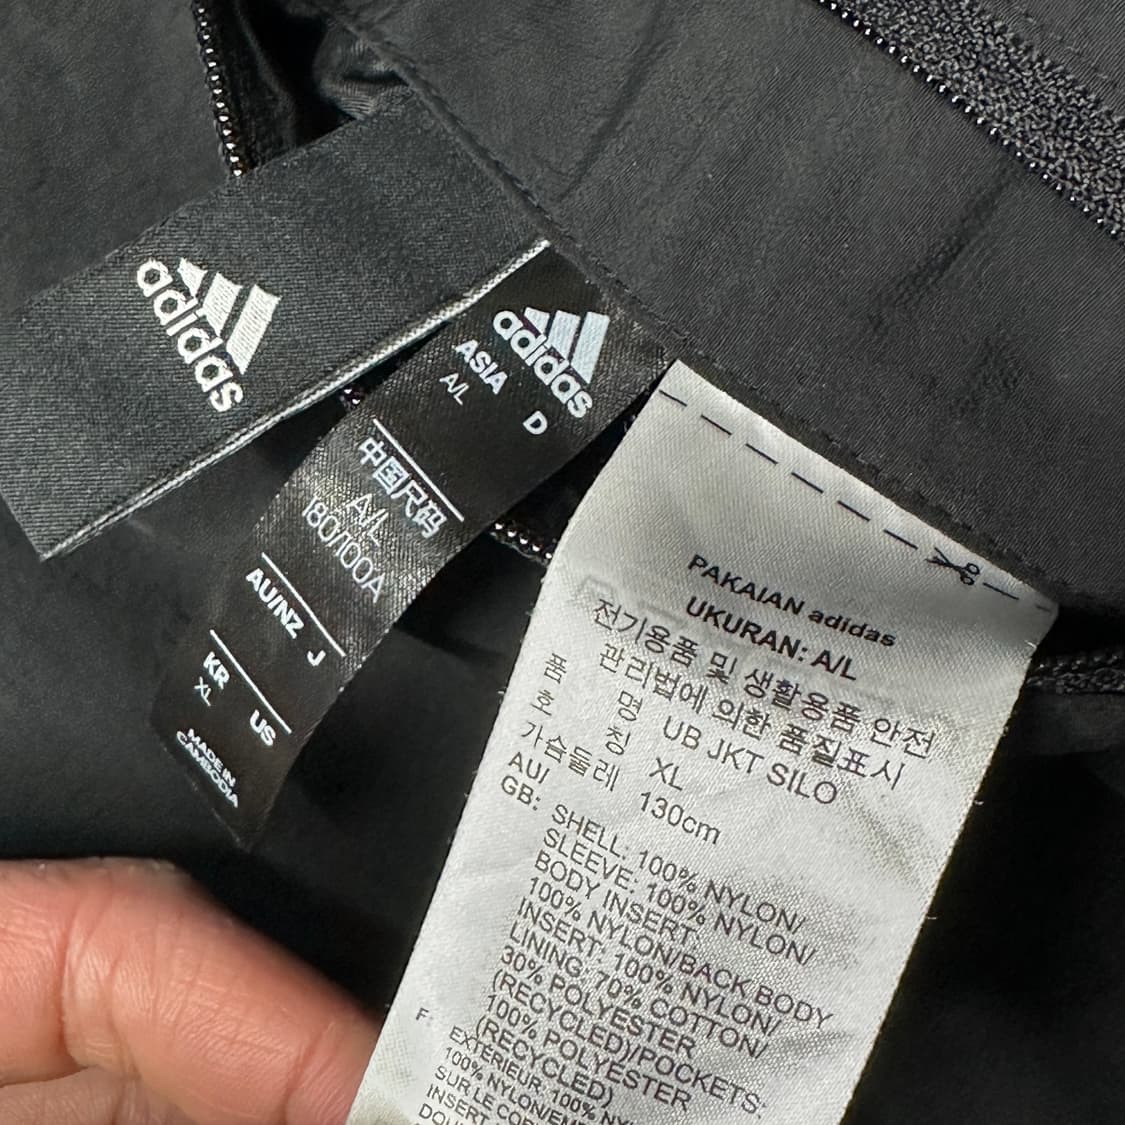 adidas
adidas
ASIA D
A/L
中国尺码
A/L
180/100A
AU/NZ J
KR US
XL
MADE IN
CAMBODIA
PAKAIAN adidas
UKURAN: A/L
전기용품 및 생활용품 안전
관리법에 의한 품질표시
품 명 UB JKT SILO
호 칭 XL
가슴둘레 130cm
AU/
GB: SHELL: 100% NYLON/
SLEEVE: 100% NYLON/
BODY INSERT:
100% NYLON/BACK BODY
INSERT: 100% NYLON/
LINING: 70% COTTON/
30% POLYESTER
(RECYCLED)/POCKETS:
100% POLYESTER
(RECYCLED)
F: EXTÉRIEUR: 100%
100% NYLON/
SUR LE
INSERT